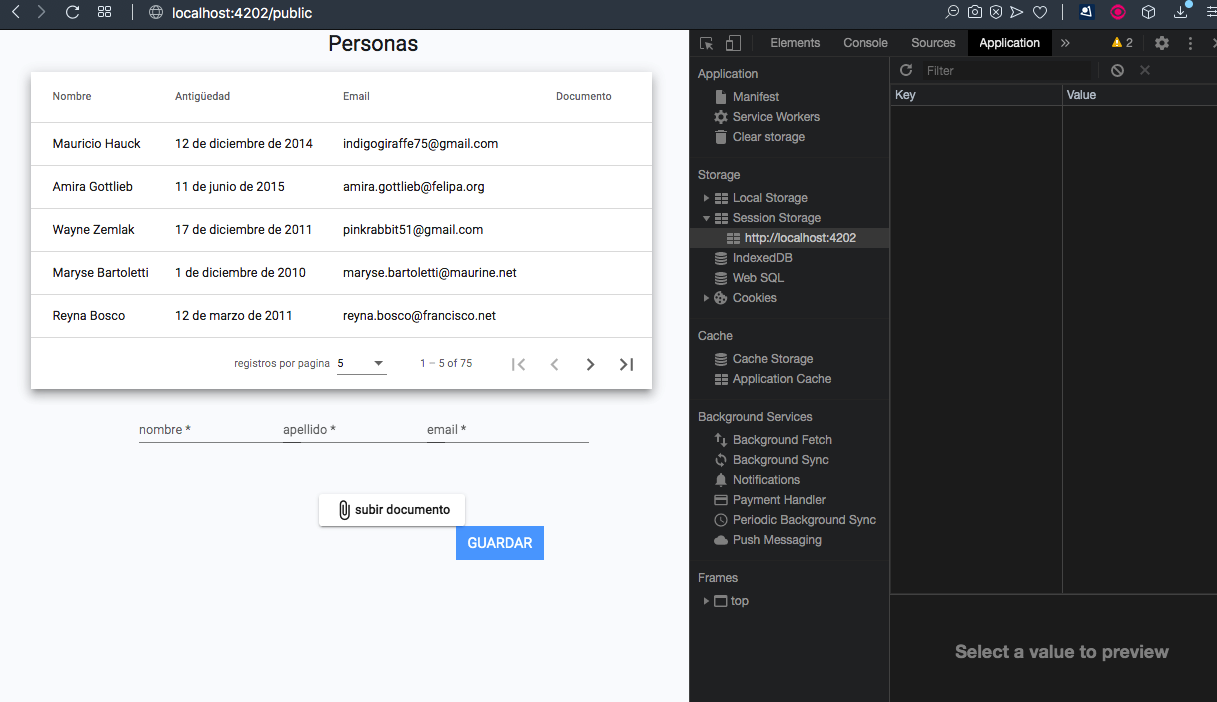 localhost:4202/public
Personas
Nombre Antigüedad Email Documento
Mauricio Hauck 12 de diciembre de 2014 indigogiraffe75@gmail.com
Amira Gottlieb 11 de junio de 2015 amira.gottlieb@felipa.org
Wayne Zemlak 17 de diciembre de 2011 pinkrabbit51@gmail.com
Maryse Bartoletti 1 de diciembre de 2010 maryse.bartoletti@maurine.net
Reyna Bosco 12 de marzo de 2011 reyna.bosco@francisco.net
registros por pagina 5 1 – 5 of 75
nombre * apellido * email *
subir documento
GUARDAR
Elements Console Sources Application » 2
Application
Manifest
Service Workers
Clear storage
Storage
Local Storage
Session Storage
http://localhost:4202
IndexedDB
Web SQL
Cookies
Cache
Cache Storage
Application Cache
Background Services
Background Fetch
Background Sync
Notifications
Payment Handler
Periodic Background Sync
Push Messaging
Frames
top
Filter
Key Value
Select a value to preview